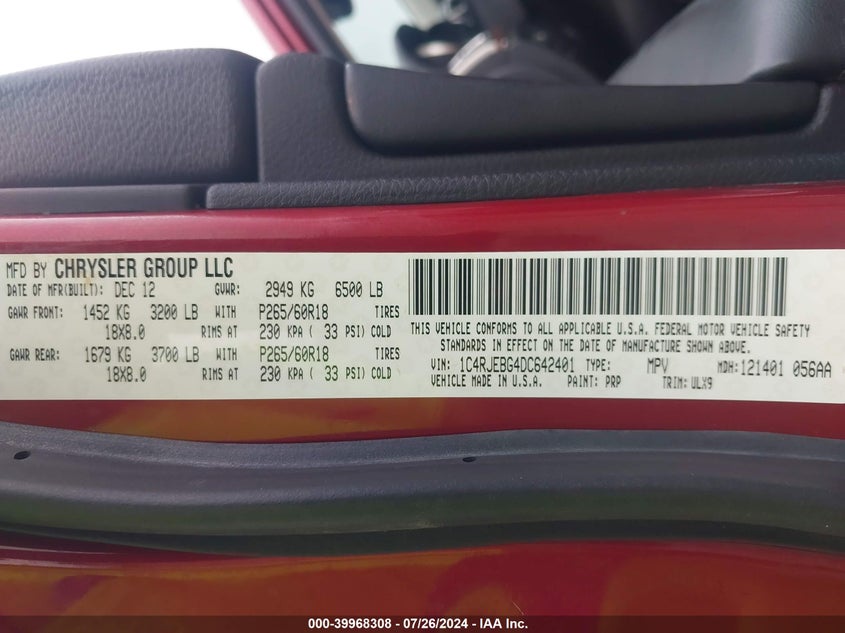 MFD BY CHRYSLER GROUP LLC
DATE OF MFR(BUILT): DEC 12 GVWR: 2949 KG 6500 LB
GAWR FRONT: 1452 KG 3200 LB WITH P265/60R18 TIRES
18X8.0 RIMS AT 230 KPA ( 33 PSI) COLD
GAWR REAR: 1679 KG 3700 LB WITH P265/60R18 TIRES
18X8.0 RIMS AT 230 KPA ( 33 PSI) COLD
THIS VEHICLE CONFORMS TO ALL APPLICABLE U.S.A. FEDERAL MOTOR VEHICLE SAFETY
STANDARDS IN EFFECT ON THE DATE OF MANUFACTURE SHOWN ABOVE.
VIN: 1C4RJEBG4DC642401 TYPE: MPV MDH: 121401 056AA
VEHICLE MADE IN U.S.A. PAINT: PRP TRIM: ULX9
000-39968308 / 07/26/2024 - IAA Inc.